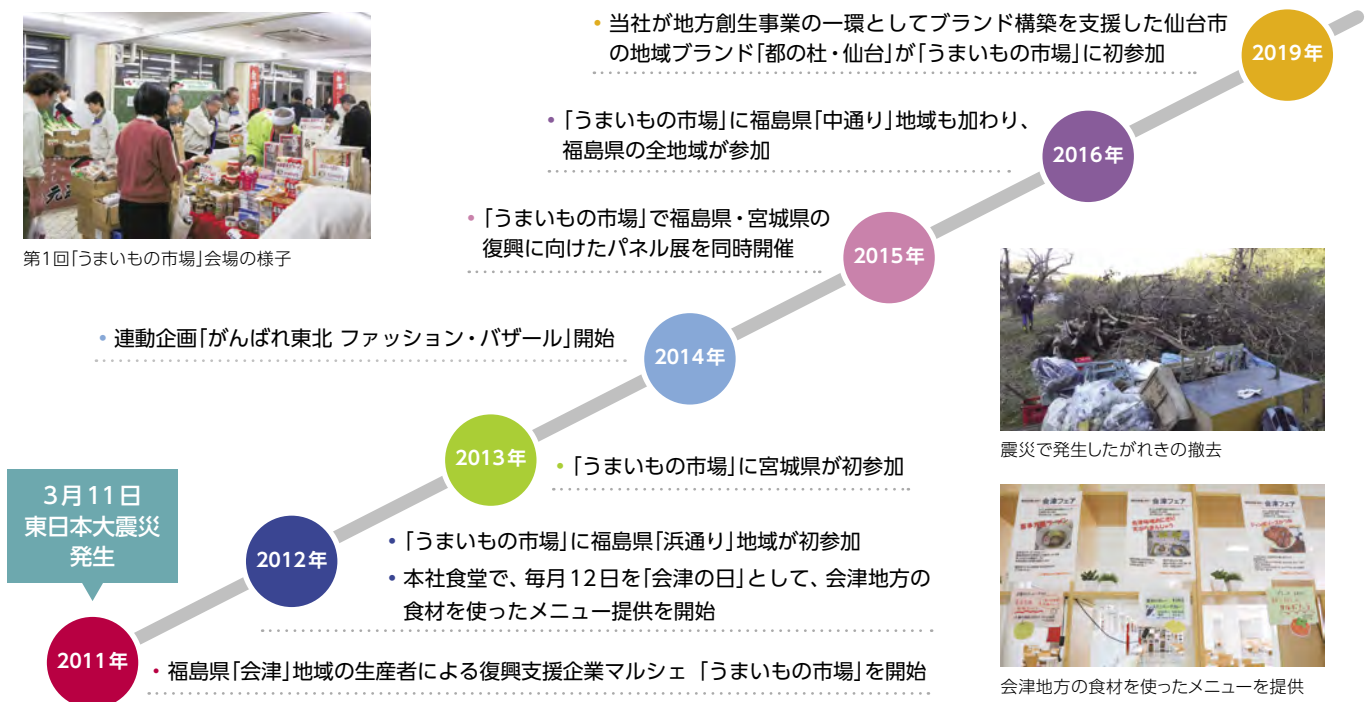 • 当社が地方創生事業の一環としてブランド構築を支援した仙台市
の地域ブランド「都の杜・仙台」が「うまいもの市場」に初参加
2019年
• 「うまいもの市場」に福島県「中通り」地域も加わり、
福島県の全地域が参加
2016年
• 「うまいもの市場」で福島県・宮城県の
復興に向けたパネル展を同時開催
2015年
第1回「うまいもの市場」会場の様子
• 連動企画「がんばれ東北 ファッション・バザール」開始
2014年
震災で発生したがれきの撤去
2013年
• 「うまいもの市場」に宮城県が初参加
3月11日
東日本大震災
発生
2012年
• 「うまいもの市場」に福島県「浜通り」地域が初参加
• 本社食堂で、毎月12日を「会津の日」として、会津地方の
食材を使ったメニュー提供を開始
2011年
• 福島県「会津」地域の生産者による復興支援企業マルシェ 「うまいもの市場」を開始
会津フェア
会津フェア
会津フェア
会津地方の食材を使ったメニューを提供